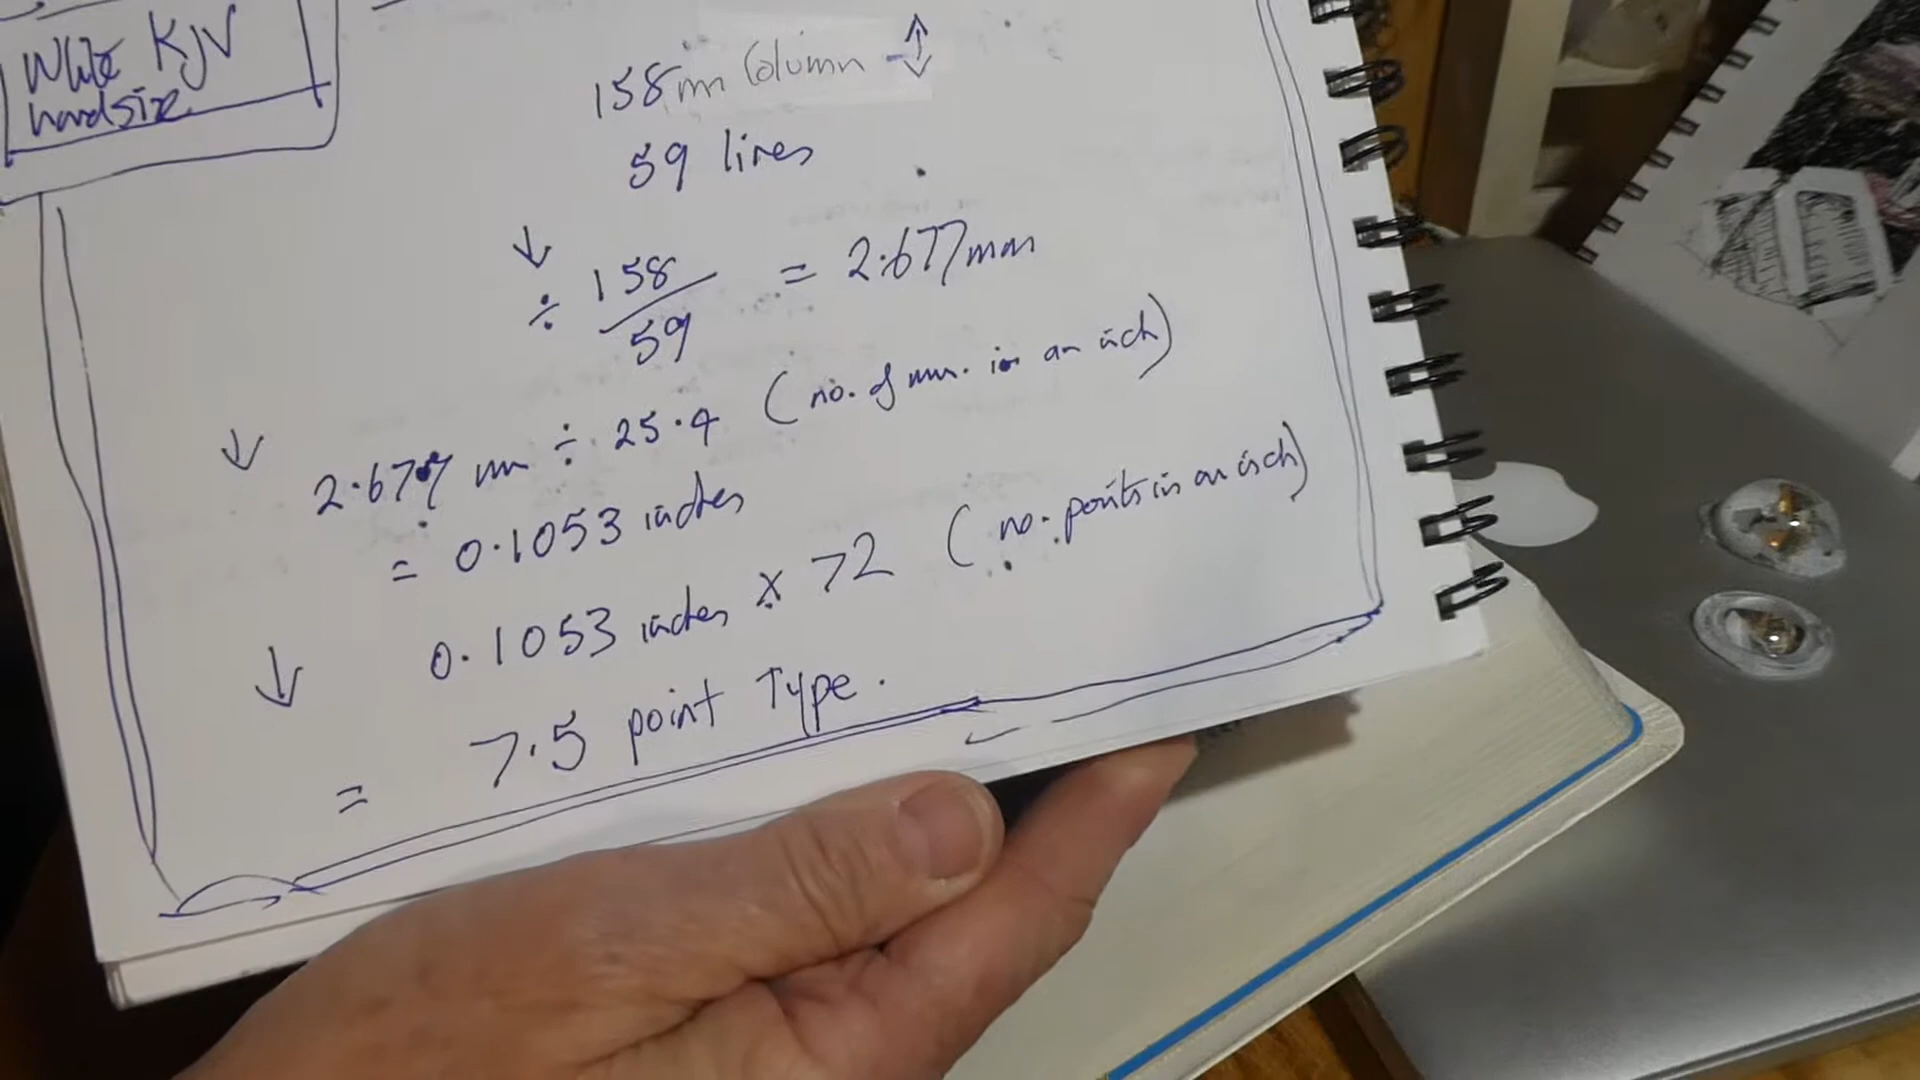 White KJV
handsize
158mm Column
59 lines
↓
÷ 158/59 = 2.677mm
↓ 2.677 mm ÷ 25.4 (no. of mm. in an inch)
= 0.1053 inches
↓ 0.1053 inches x 72 (no. points in an inch)
= 7.5 point Type.